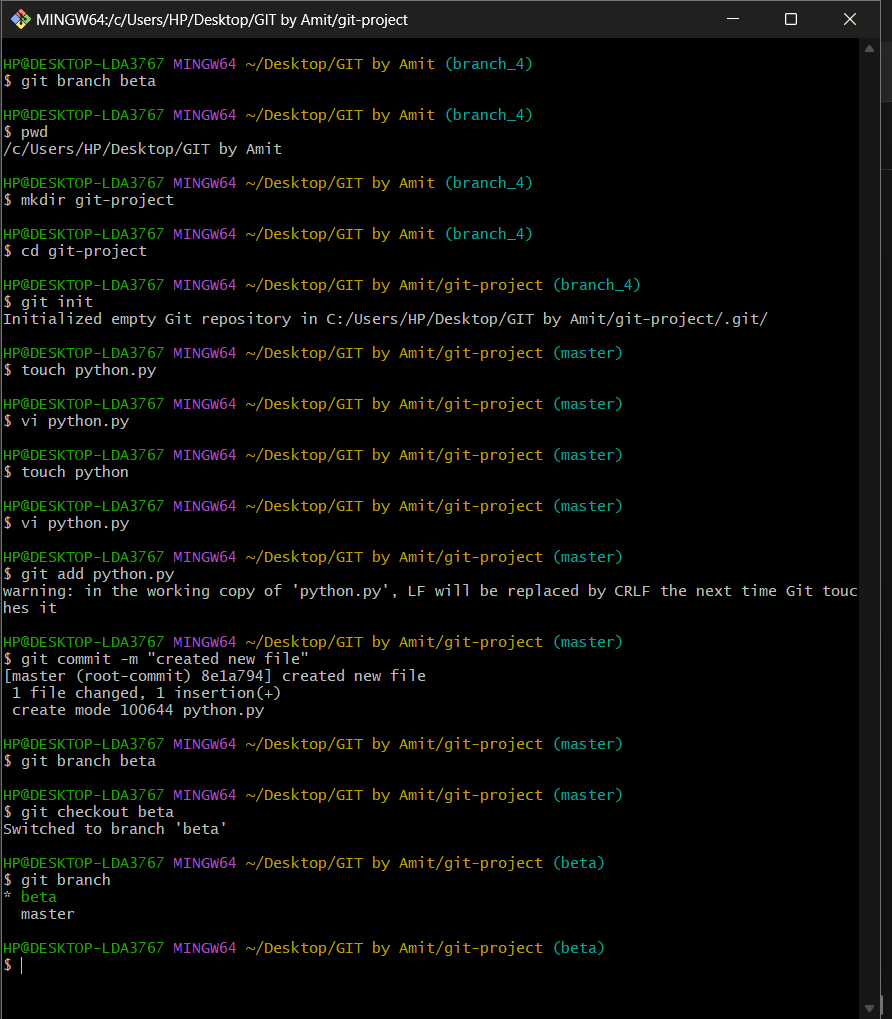 MINGW64:/c/Users/HP/Desktop/GIT by Amit/git-project
HP@DESKTOP-LDA3767 MINGW64 ~/Desktop/GIT by Amit (branch_4)
$ git branch beta
HP@DESKTOP-LDA3767 MINGW64 ~/Desktop/GIT by Amit (branch_4)
$ pwd
/c/Users/HP/Desktop/GIT by Amit
HP@DESKTOP-LDA3767 MINGW64 ~/Desktop/GIT by Amit (branch_4)
$ mkdir git-project
HP@DESKTOP-LDA3767 MINGW64 ~/Desktop/GIT by Amit (branch_4)
$ cd git-project
HP@DESKTOP-LDA3767 MINGW64 ~/Desktop/GIT by Amit/git-project (branch_4)
$ git init
Initialized empty Git repository in C:/Users/HP/Desktop/GIT by Amit/git-project/.git/
HP@DESKTOP-LDA3767 MINGW64 ~/Desktop/GIT by Amit/git-project (master)
$ touch python.py
HP@DESKTOP-LDA3767 MINGW64 ~/Desktop/GIT by Amit/git-project (master)
$ vi python.py
HP@DESKTOP-LDA3767 MINGW64 ~/Desktop/GIT by Amit/git-project (master)
$ touch python
HP@DESKTOP-LDA3767 MINGW64 ~/Desktop/GIT by Amit/git-project (master)
$ vi python.py
HP@DESKTOP-LDA3767 MINGW64 ~/Desktop/GIT by Amit/git-project (master)
$ git add python.py
warning: in the working copy of 'python.py', LF will be replaced by CRLF the next time Git touc
hes it
HP@DESKTOP-LDA3767 MINGW64 ~/Desktop/GIT by Amit/git-project (master)
$ git commit -m "created new file"
[master (root-commit) 8e1a794] created new file
 1 file changed, 1 insertion(+)
 create mode 100644 python.py
HP@DESKTOP-LDA3767 MINGW64 ~/Desktop/GIT by Amit/git-project (master)
$ git branch beta
HP@DESKTOP-LDA3767 MINGW64 ~/Desktop/GIT by Amit/git-project (master)
$ git checkout beta
Switched to branch 'beta'
HP@DESKTOP-LDA3767 MINGW64 ~/Desktop/GIT by Amit/git-project (beta)
$ git branch
* beta
  master
HP@DESKTOP-LDA3767 MINGW64 ~/Desktop/GIT by Amit/git-project (beta)
$